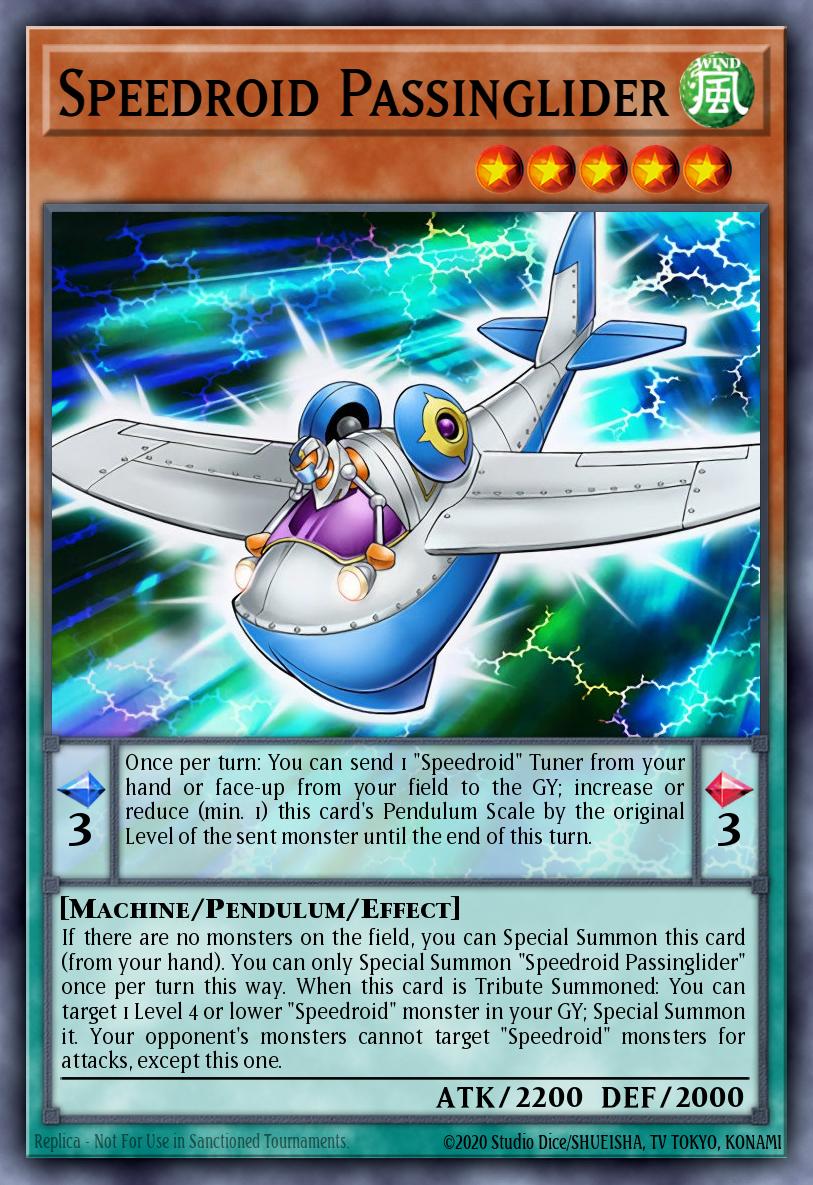 Speedroid Passinglider
WIND
風
Once per turn: You can send 1 "Speedroid" Tuner from your
hand or face-up from your field to the GY; increase or
reduce (min. 1) this card's Pendulum Scale by the original
Level of the sent monster until the end of this turn.
3
3
[Machine/Pendulum/Effect]
If there are no monsters on the field, you can Special Summon this card
(from your hand). You can only Special Summon "Speedroid Passinglider"
once per turn this way. When this card is Tribute Summoned: You can
target 1 Level 4 or lower "Speedroid" monster in your GY; Special Summon
it. Your opponent's monsters cannot target "Speedroid" monsters for
attacks, except this one.
ATK/2200 DEF/2000
Replica - Not For Use in Sanctioned Tournaments.
©2020 Studio Dice/SHUEISHA, TV TOKYO, KONAMI